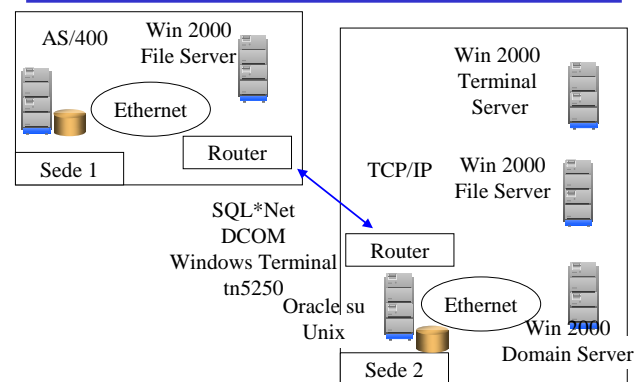 AS/400
Win 2000
File Server
Ethernet
Router
Sede 1
Win 2000
Terminal
Server
TCP/IP
Win 2000
File Server
SQL*Net
DCOM
Windows Terminal
tn5250
Router
Oracle su
Unix
Ethernet
Win 2000
Domain Server
Sede 2